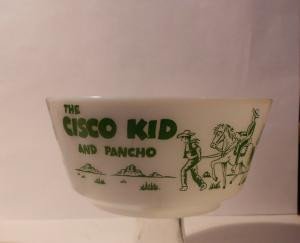 THE
CISCO KID
AND PANCHO